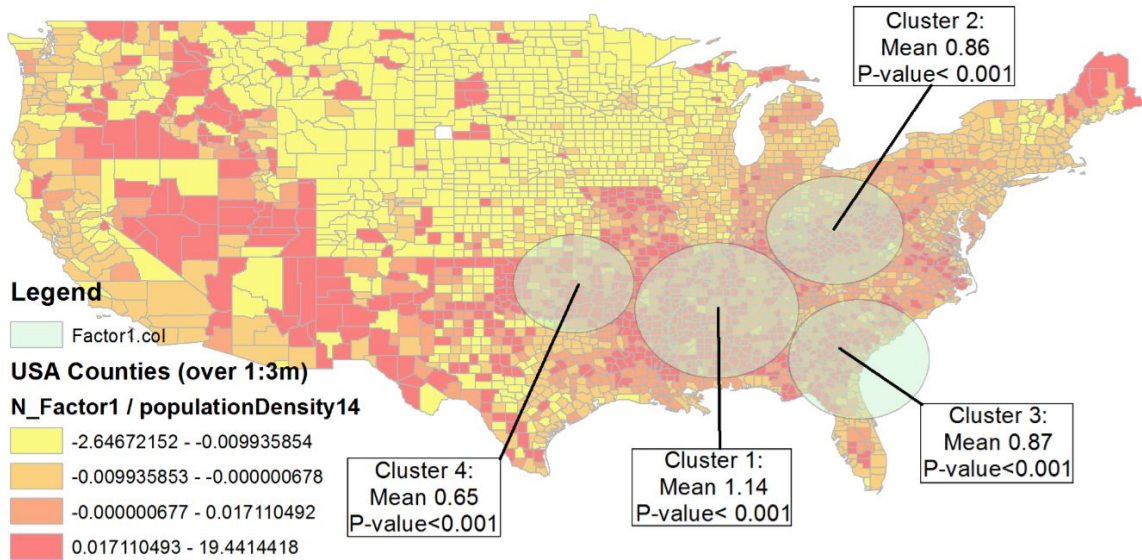 Cluster 2:
Mean 0.86
P-value< 0.001
Legend
Factor1.col
USA Counties (over 1:3m)
N_Factor1 / populationDensity14
-2.64672152 - -0.009935854
-0.009935853 - -0.000000678
-0.000000677 - 0.017110492
0.017110493 - 19.4414418
Cluster 4:
Mean 0.65
P-value<0.001
Cluster 1:
Mean 1.14
P-value< 0.001
Cluster 3:
Mean 0.87
P-value<0.001